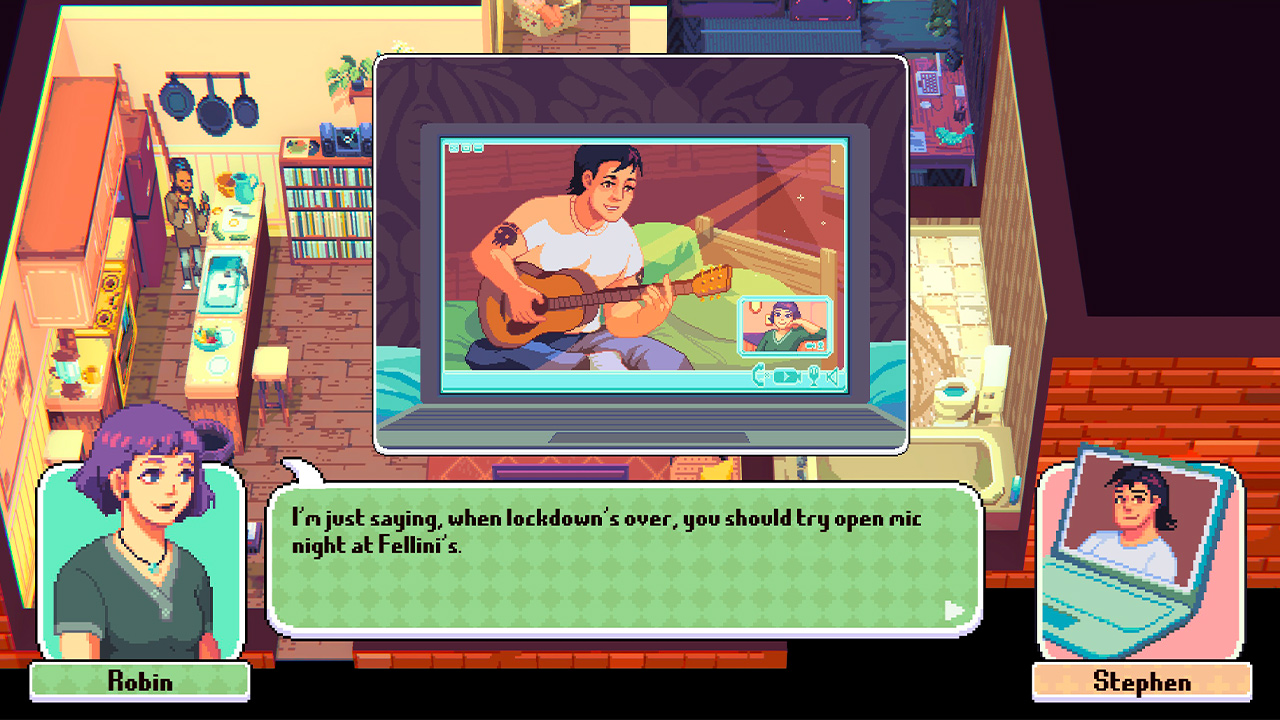 I'm just saying, when lockdown's over, you should try open mic
night at Fellini's.
Robin
Stephen